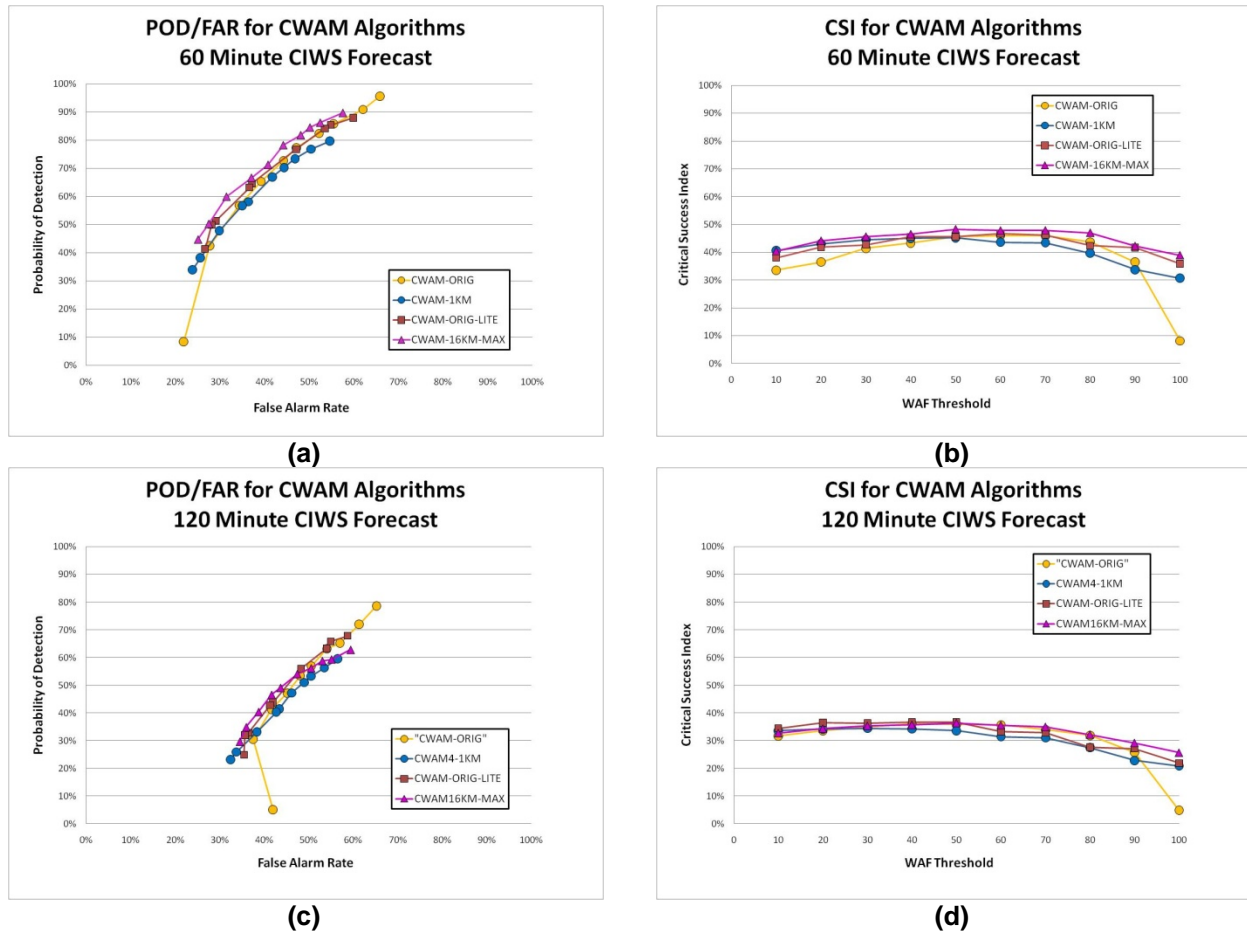 POD/FAR for CWAM Algorithms
60 Minute CIWS Forecast
100%
90%
80%
70%
60%
50%
40%
30%
20%
10%
0%
Probability of Detection
0% 10% 20% 30% 40% 50% 60% 70% 80% 90% 100%
False Alarm Rate
CWAM-ORIG
CWAM-1KM
CWAM-ORIG-LITE
CWAM-16KM-MAX
(a)
CSI for CWAM Algorithms
60 Minute CIWS Forecast
100%
90%
80%
70%
60%
50%
40%
30%
20%
10%
0%
Critical Success Index
0 10 20 30 40 50 60 70 80 90 100
WAF Threshold
CWAM-ORIG
CWAM-1KM
CWAM-ORIG-LITE
CWAM-16KM-MAX
(b)
POD/FAR for CWAM Algorithms
120 Minute CIWS Forecast
100%
90%
80%
70%
60%
50%
40%
30%
20%
10%
0%
Probability of Detection
0% 10% 20% 30% 40% 50% 60% 70% 80% 90% 100%
False Alarm Rate
"CWAM-ORIG"
CWAM4-1KM
CWAM-ORIG-LITE
CWAM16KM-MAX
(c)
CSI for CWAM Algorithms
120 Minute CIWS Forecast
100%
90%
80%
70%
60%
50%
40%
30%
20%
10%
0%
Critical Success Index
0 10 20 30 40 50 60 70 80 90 100
WAF Threshold
"CWAM-ORIG"
CWAM4-1KM
CWAM-ORIG-LITE
CWAM16KM-MAX
(d)